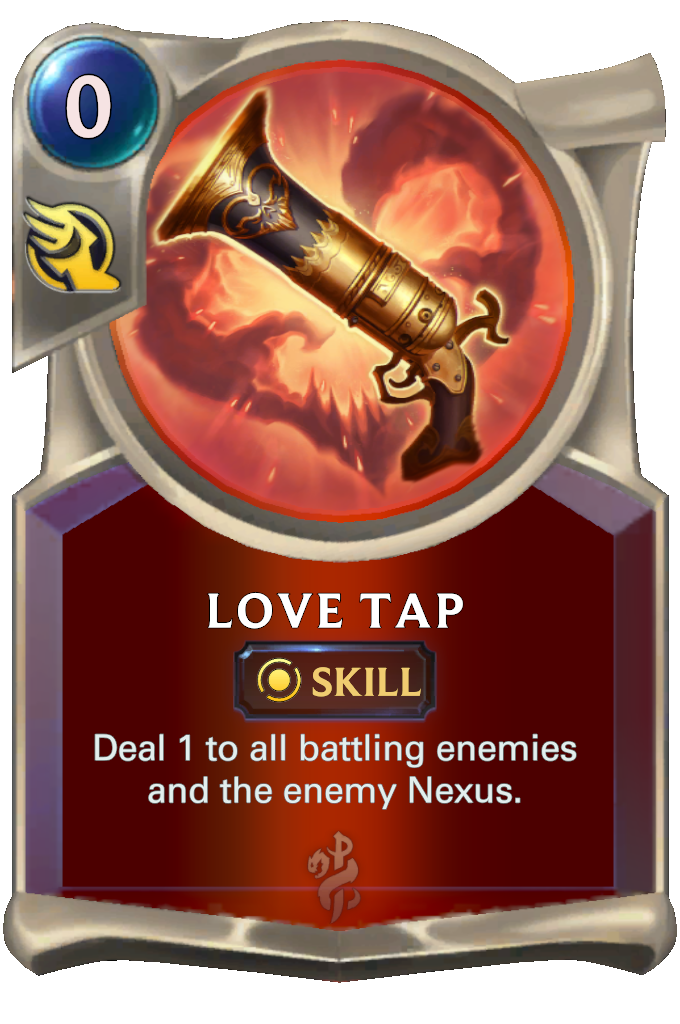 0
LOVE TAP
SKILL
Deal 1 to all battling enemies
and the enemy Nexus.